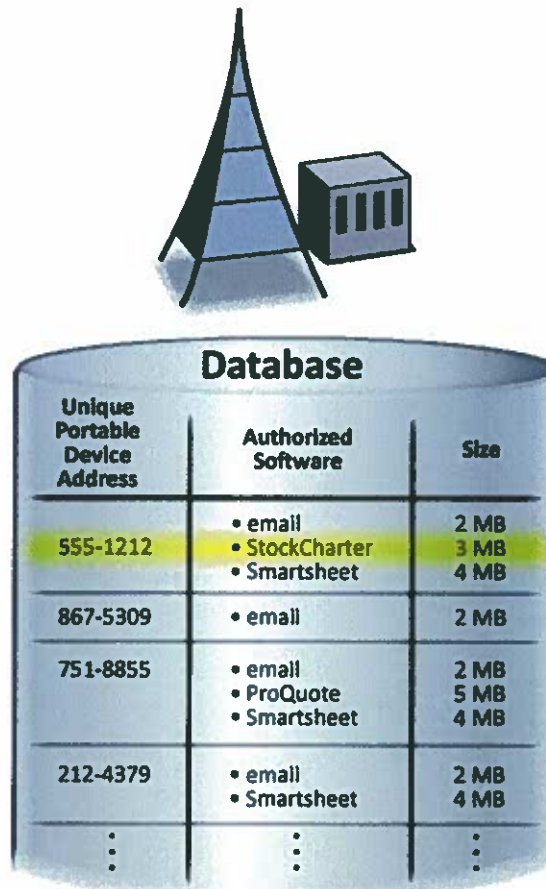 Database
Unique
Portable
Device
Address
Authorized
Software
Size
• email 2 MB
555-1212 • StockCharter 3 MB
• Smartsheet 4 MB
867-5309 • email 2 MB
751-8855 • email 2 MB
• ProQuote 5 MB
• Smartsheet 4 MB
212-4379 • email 2 MB
• Smartsheet 4 MB